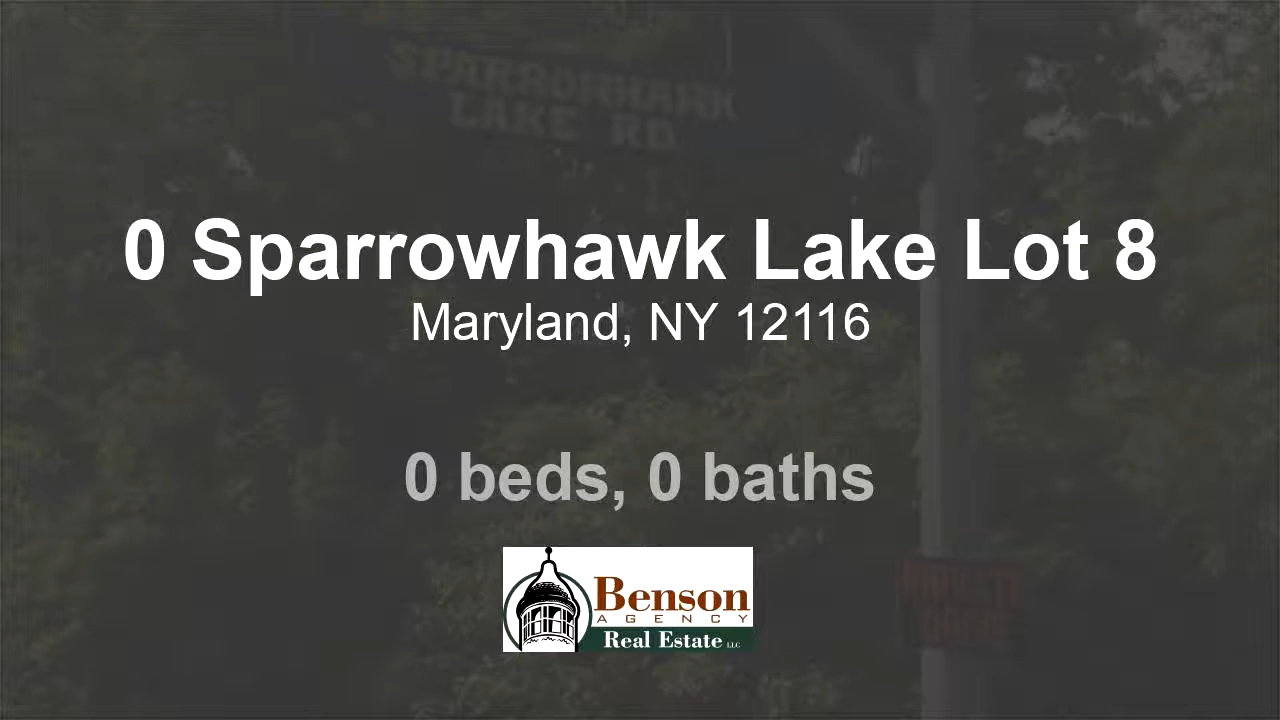 SPARROWHAWK
LAKE RD
0 Sparrowhawk Lake Lot 8
Maryland, NY 12116
0 beds, 0 baths
Benson
AGENCY
Real Estate LLC